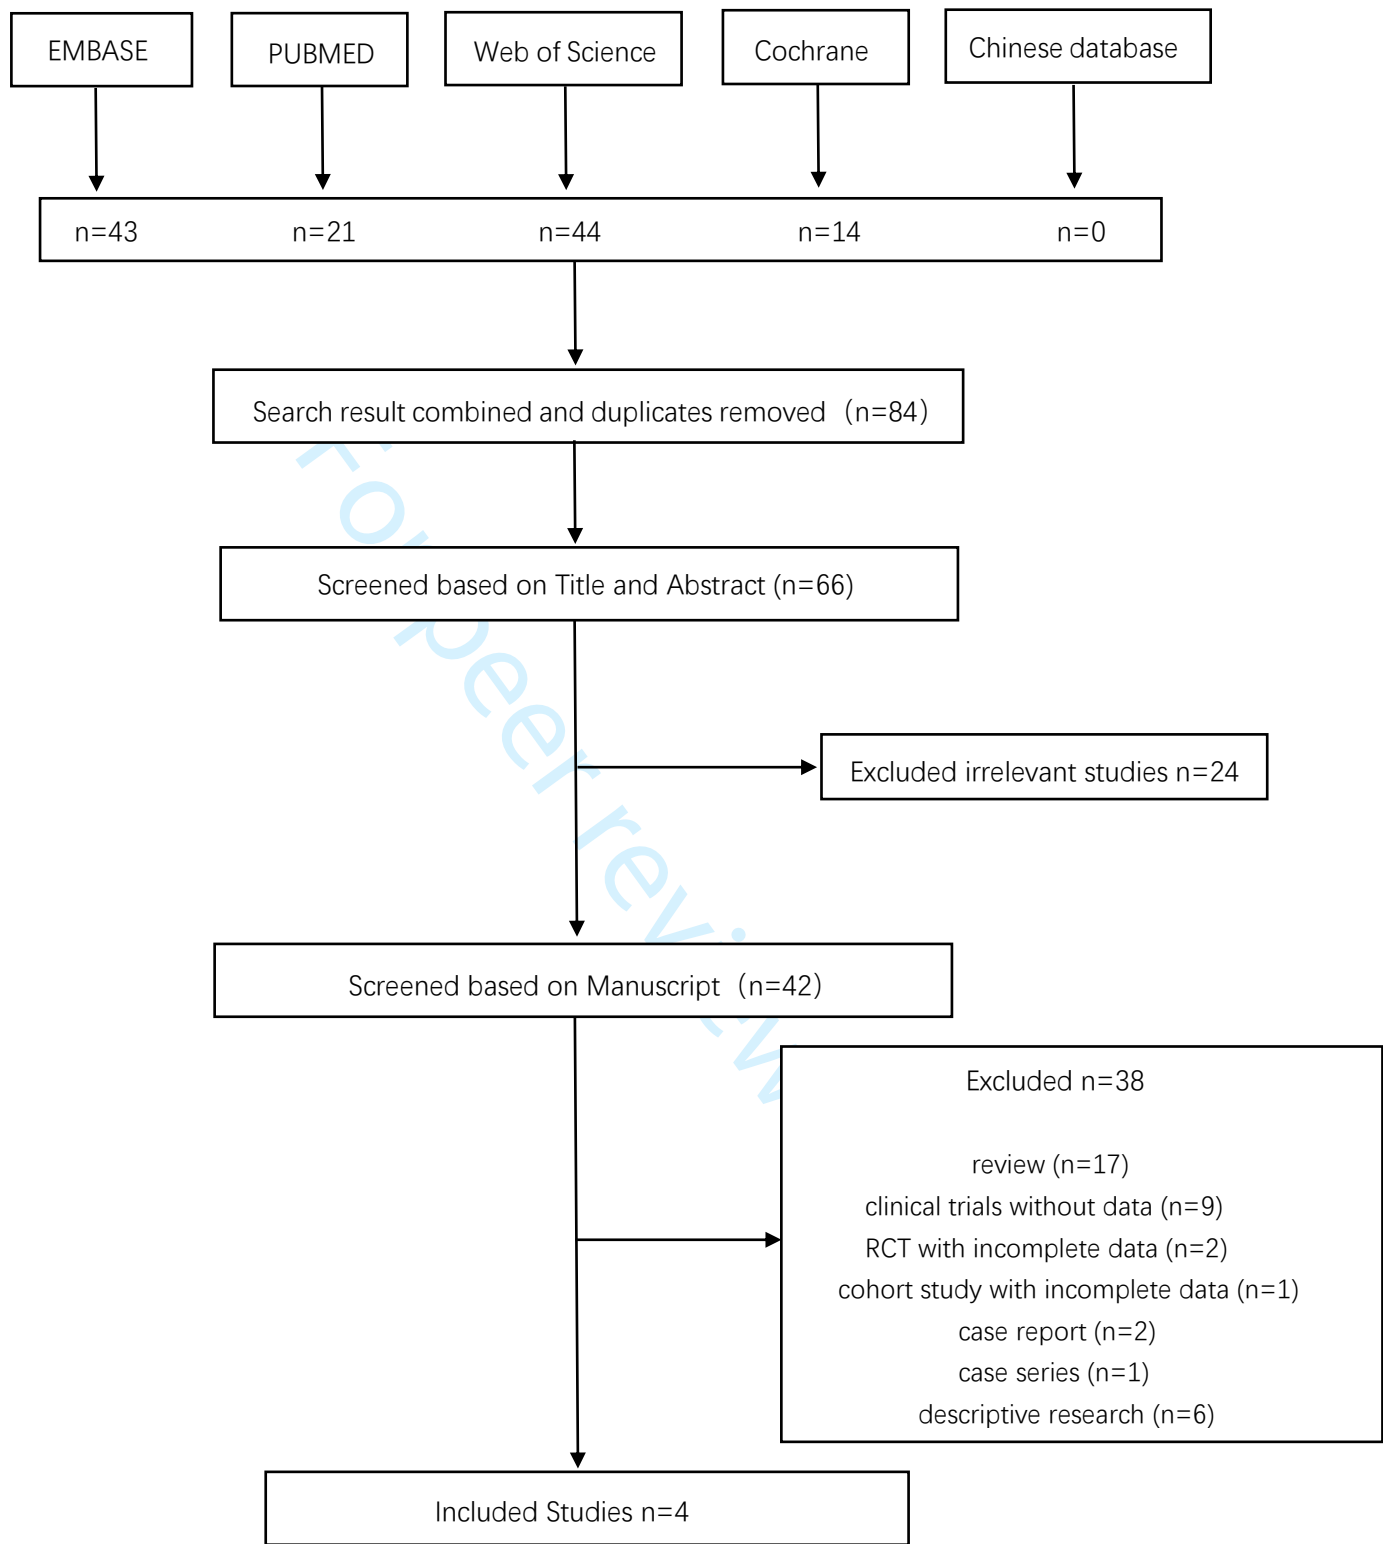 EMBASE
PUBMED
Web of Science
Cochrane
Chinese database
n=43
n=21
n=44
n=14
n=0
Search result combined and duplicates removed（n=84）
Screened based on Title and Abstract (n=66)
Excluded irrelevant studies n=24
Screened based on Manuscript（n=42）
Excluded n=38
review (n=17)
clinical trials without data (n=9)
RCT with incomplete data (n=2)
cohort study with incomplete data (n=1)
case report (n=2)
case series (n=1)
descriptive research (n=6)
Included Studies n=4
For peer review